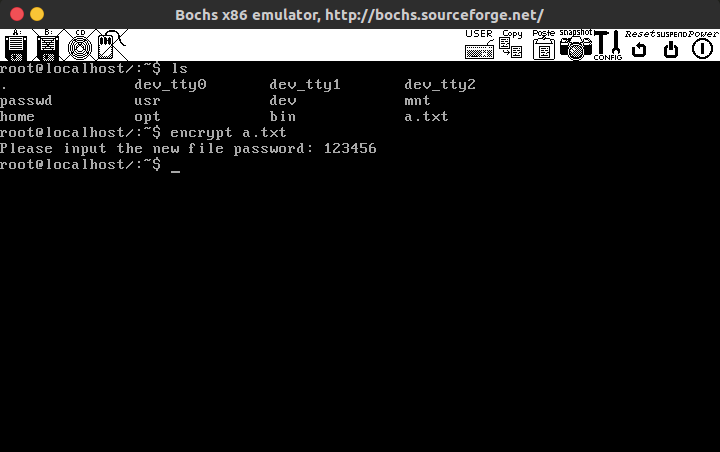 Bochs x86 emulator, http://bochs.sourceforge.net/
A: B: CD USER Copy Paste snapshot CONFIG Reset SUSPEND Power
root@localhost/:~$ ls
. dev_tty0 dev_tty1 dev_tty2
passwd usr dev mnt
home opt bin a.txt
root@localhost/:~$ encrypt a.txt
Please input the new file password: 123456
root@localhost/:~$ _